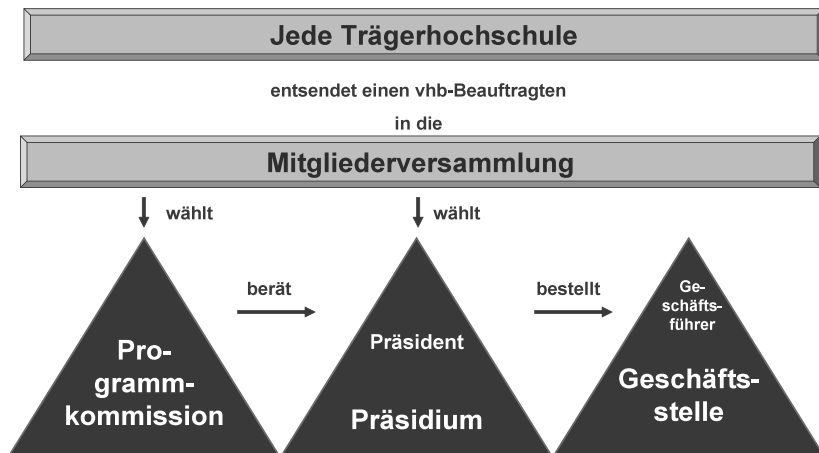 Jede Trägerhochschule
entsendet einen vhb-Beauftragten
in die
Mitgliederversammlung
wählt
wählt
berät
bestellt
Pro-
gramm-
kommission
Präsident
Präsidium
Ge-
schäfts-
führer
Geschäfts-
stelle